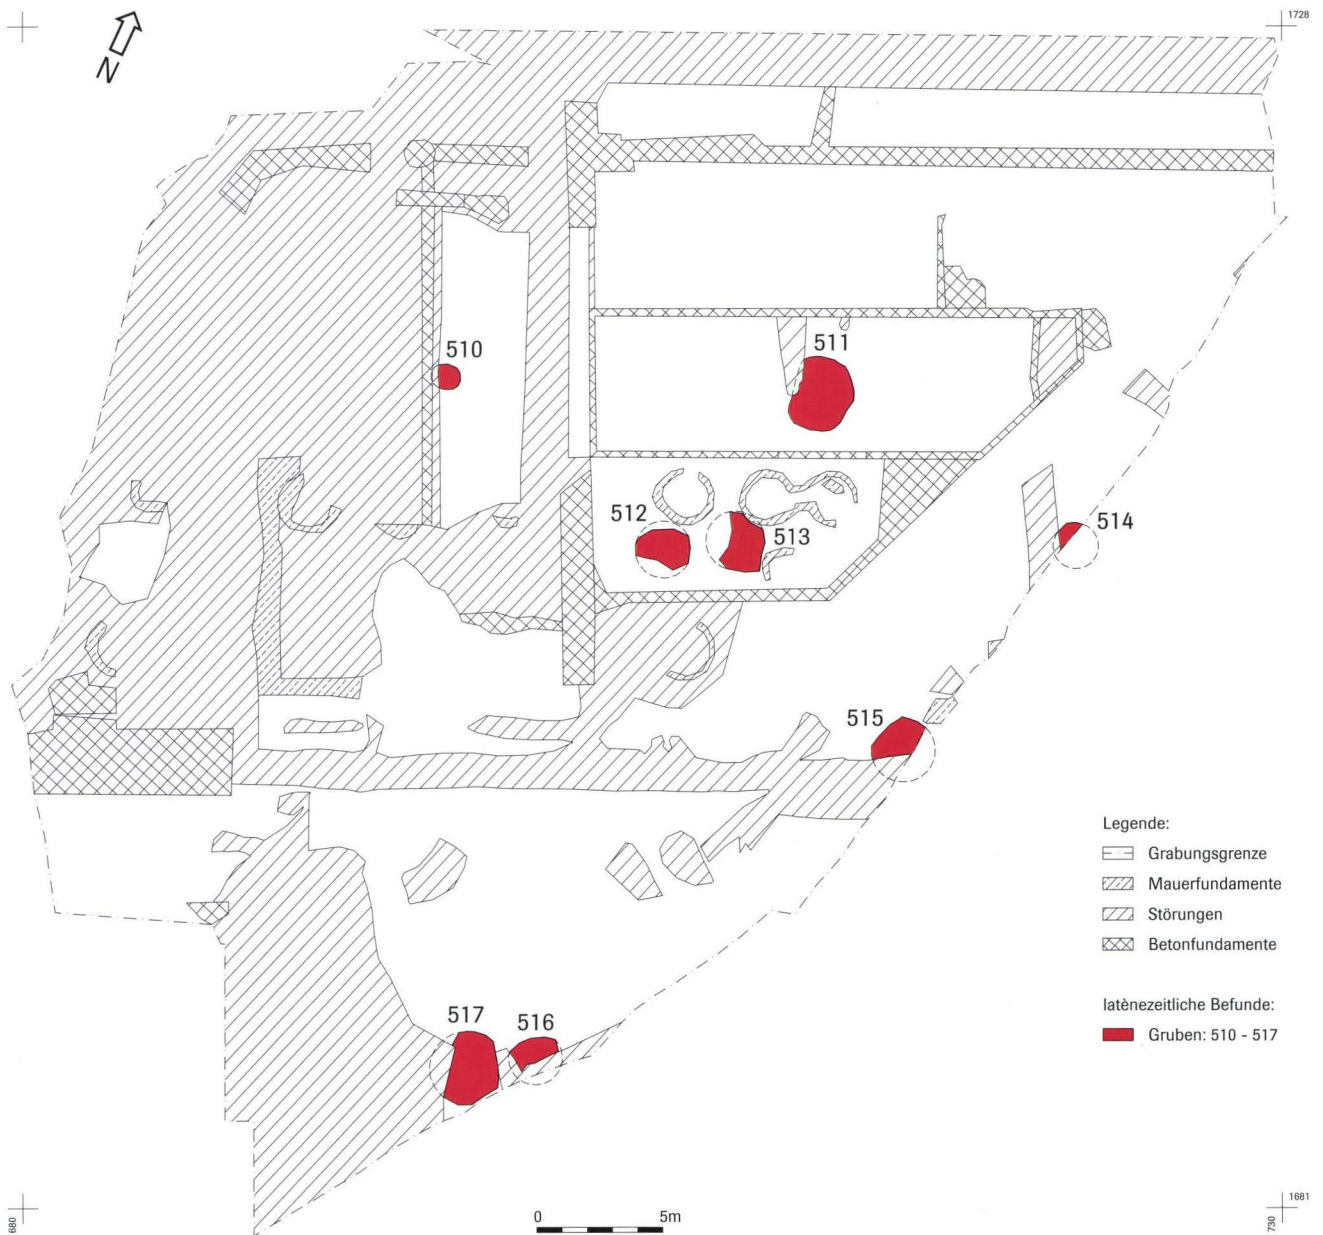 1728
N
510
511
512
513
514
515
517
516
Legende:
Grabungsgrenze
Mauerfundamente
Störungen
Betonfundamente
latènezeitliche Befunde:
Gruben: 510 - 517
1681
680
730
0 5m